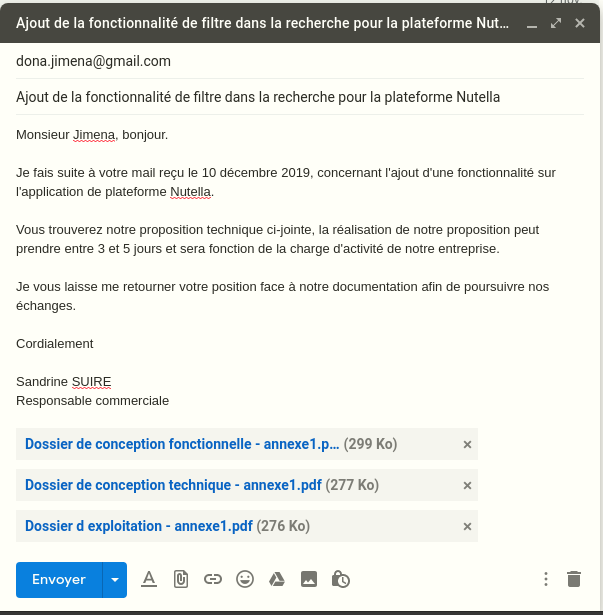 Ajout de la fonctionnalité de filtre dans la recherche pour la plateforme Nut...
dona.jimena@gmail.com
Ajout de la fonctionnalité de filtre dans la recherche pour la plateforme Nutella
Monsieur Jimena, bonjour.
Je fais suite à votre mail reçu le 10 décembre 2019, concernant l'ajout d'une fonctionnalité sur
l'application de plateforme Nutella.
Vous trouverez notre proposition technique ci-jointe, la réalisation de notre proposition peut
prendre entre 3 et 5 jours et sera fonction de la charge d'activité de notre entreprise.
Je vous laisse me retourner votre position face à notre documentation afin de poursuivre nos
échanges.
Cordialement
Sandrine SUIRE
Responsable commerciale
Dossier de conception fonctionnelle - annexe1.p... (299 Ko)
Dossier de conception technique - annexe1.pdf (277 Ko)
Dossier d exploitation - annexe1.pdf (276 Ko)
Envoyer